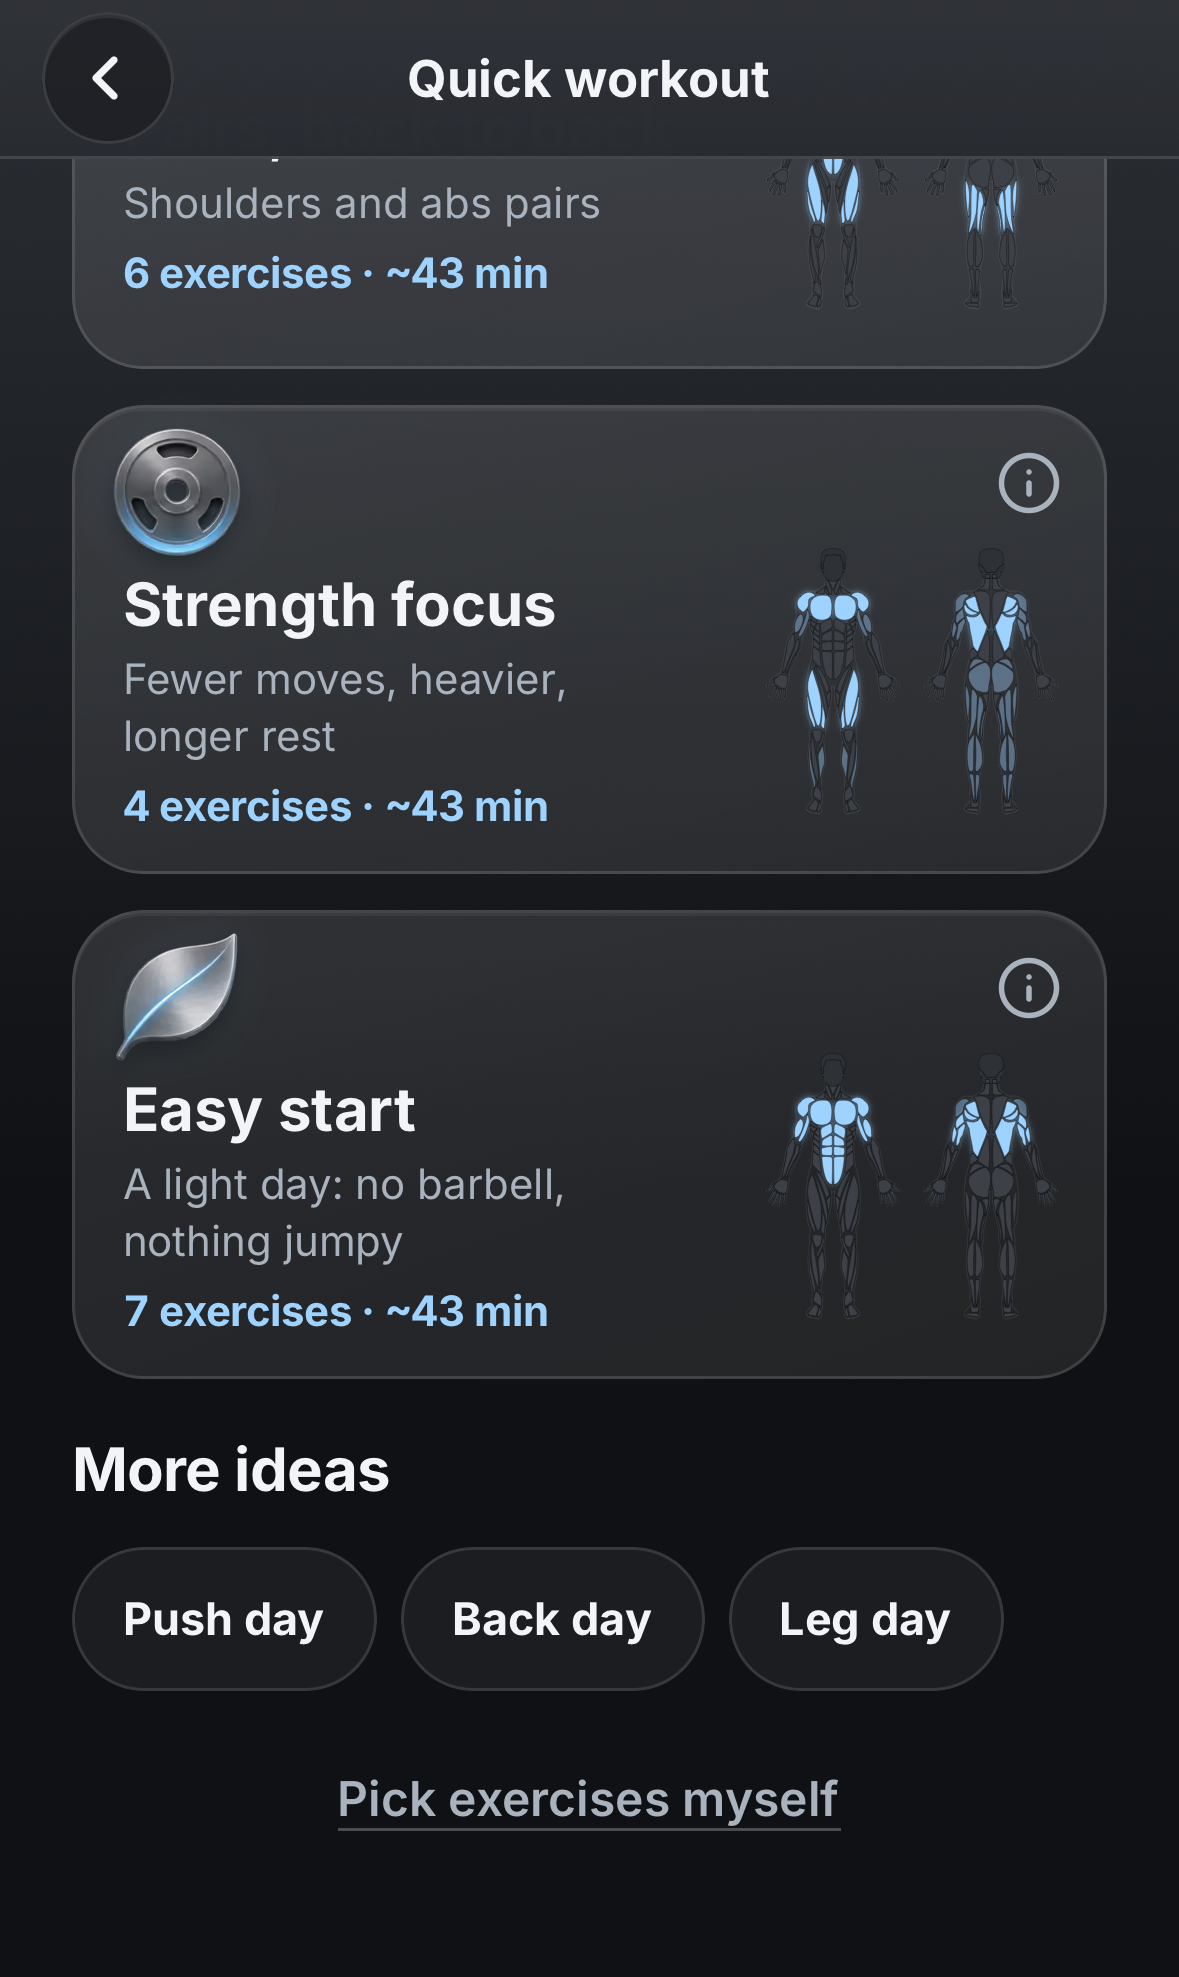 Quick workout
Shoulders and abs pairs
6 exercises · ~43 min
Strength focus
Fewer moves, heavier,
longer rest
4 exercises · ~43 min
Easy start
A light day: no barbell,
nothing jumpy
7 exercises · ~43 min
More ideas
Push day
Back day
Leg day
Pick exercises myself